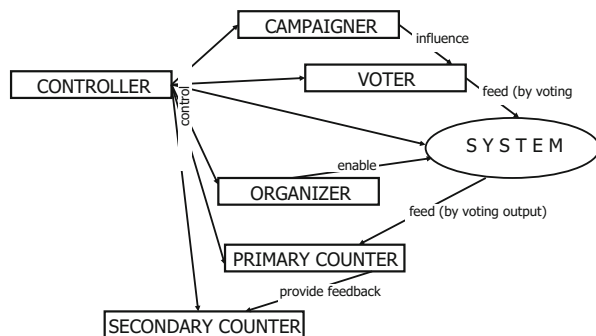 CAMPAIGNER
influence
CONTROLLER
VOTER
control
feed (by voting
SYSTEM
enable
ORGANIZER
feed (by voting output)
PRIMARY COUNTER
provide feedback
SECONDARY COUNTER